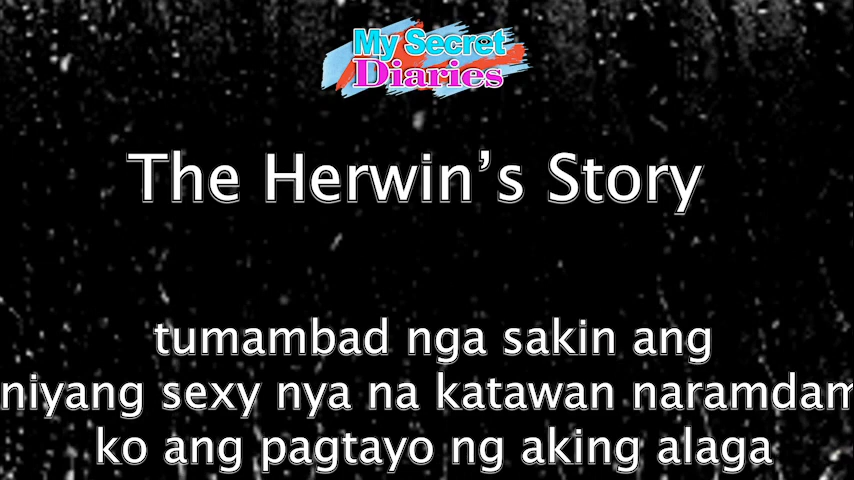 My Secret
Diaries
The Herwin's Story
tumambad nga sakin ang
niyang sexy nya na katawan naramdam
ko ang pagtayo ng aking alaga